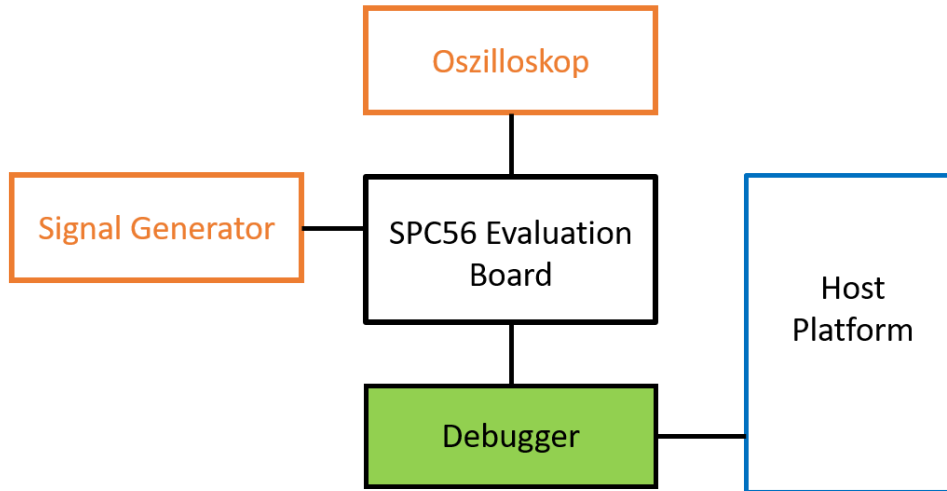 Oszilloskop
Signal Generator
SPC56 Evaluation
Board
Host
Platform
Debugger